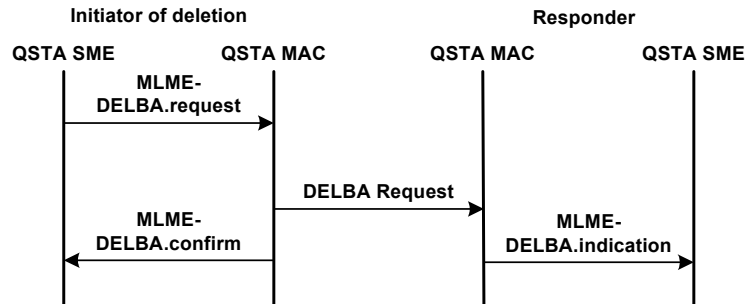 Initiator of deletion
Responder
QSTA SME
QSTA MAC
QSTA MAC
QSTA SME
MLME-
DELBA.request
DELBA Request
MLME-
DELBA.confirm
MLME-
DELBA.indication